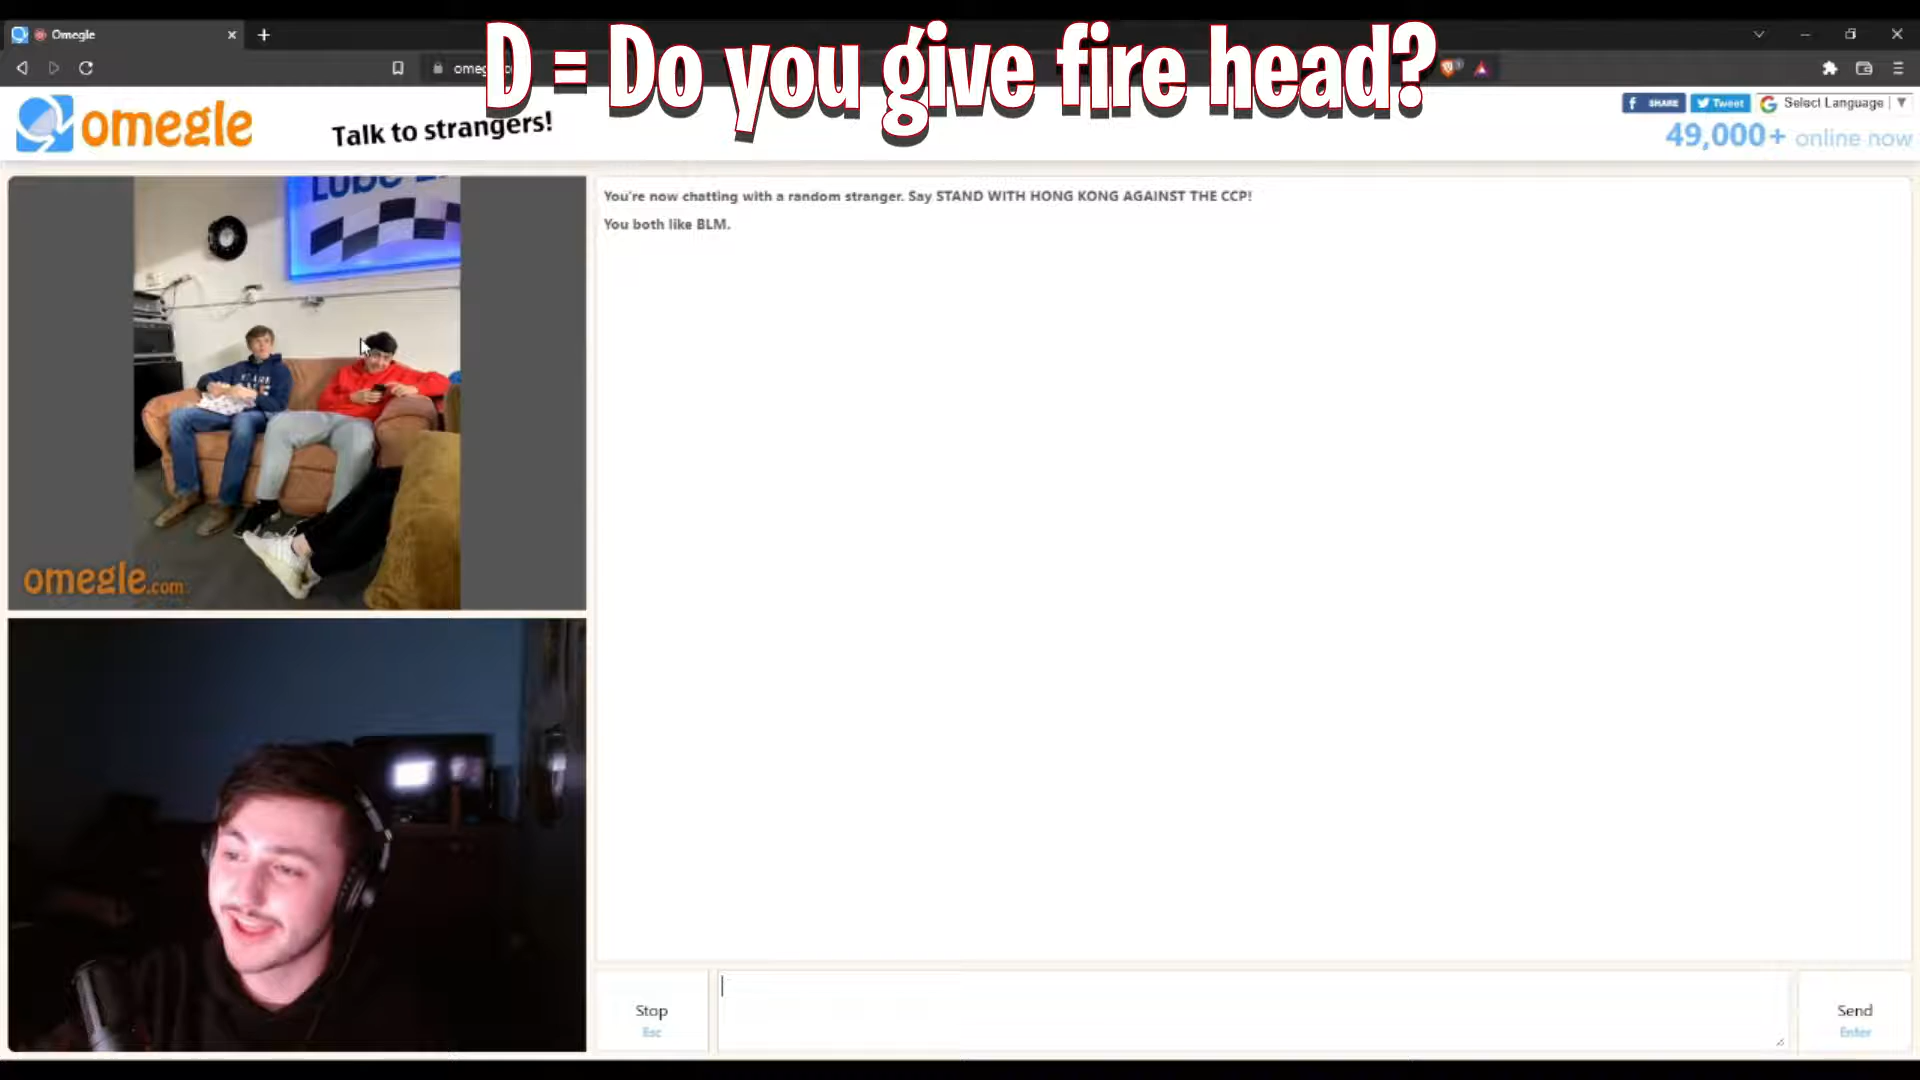 Omegle
D = Do you give fire head?
omegle
Talk to strangers!
SHARE
Tweet
Select Language
49,000+ online now
You're now chatting with a random stranger. Say STAND WITH HONG KONG AGAINST THE CCP!
You both like BLM.
omegle.com
Stop
Esc
Send
Enter